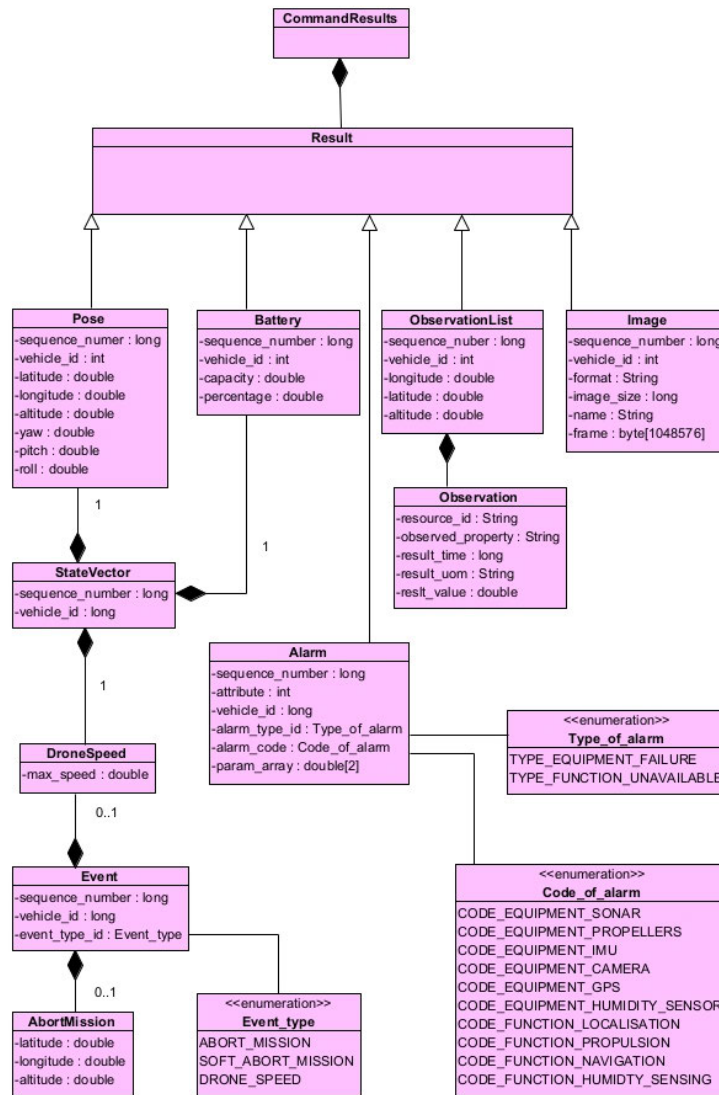 CommandResults
Result
Pose
-sequence_numer : long
-vehicle_id : int
-latitude : double
-longitude : double
-altitude : double
-yaw : double
-pitch : double
-roll : double
Battery
-sequence_number : long
-vehicle_id : int
-capacity : double
-percentage : double
ObservationList
-sequence_nuber : long
-vehicle_id : int
-longitude : double
-latitude : double
-altitude : double
Image
-sequence_number : long
-vehicle_id : int
-format : String
-image_size : long
-name : String
-frame : byte[1048576]
1
1
Observation
-resource_id : String
-observed_property : String
-result_time : long
-result_uom : String
-reslt_value : double
StateVector
-sequence_number : long
-vehicle_id : long
1
Alarm
-sequence_number : long
-attribute : int
-vehicle_id : long
-alarm_type_id : Type_of_alarm
-alarm_code : Code_of_alarm
-param_array : double[2]
<<enumeration>>
Type_of_alarm
TYPE_EQUIPMENT_FAILURE
TYPE_FUNCTION_UNAVAILABLE
DroneSpeed
-max_speed : double
0..1
Event
-sequence_number : long
-vehicle_id : long
-event_type_id : Event_type
0..1
AbortMission
-latitude : double
-longitude : double
-altitude : double
<<enumeration>>
Event_type
ABORT_MISSION
SOFT_ABORT_MISSION
DRONE_SPEED
<<enumeration>>
Code_of_alarm
CODE_EQUIPMENT_SONAR
CODE_EQUIPMENT_PROPELLERS
CODE_EQUIPMENT_IMU
CODE_EQUIPMENT_CAMERA
CODE_EQUIPMENT_GPS
CODE_EQUIPMENT_HUMIDITY_SENSOR
CODE_FUNCTION_LOCALISATION
CODE_FUNCTION_PROPULSION
CODE_FUNCTION_NAVIGATION
CODE_FUNCTION_HUMIDTY_SENSING